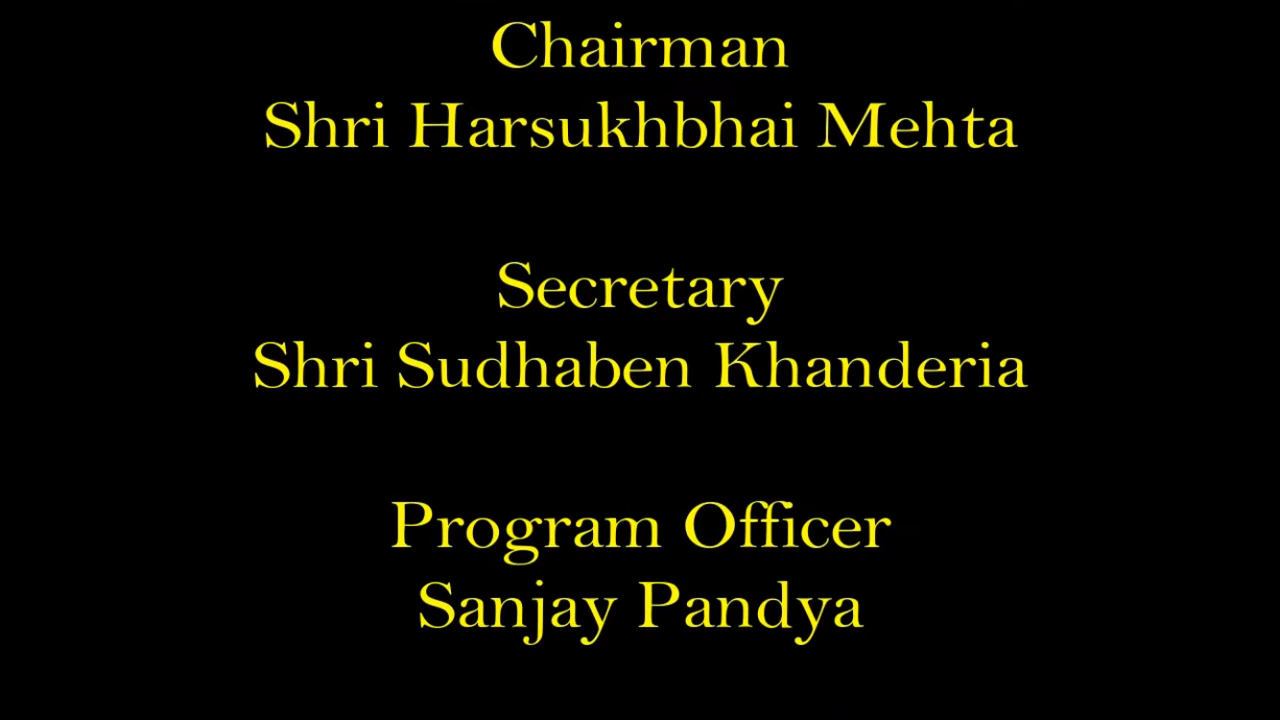 Chairman
Shri Harsukhbhai Mehta
Secretary
Shri Sudhaben Khanderia
Program Officer
Sanjay Pandya